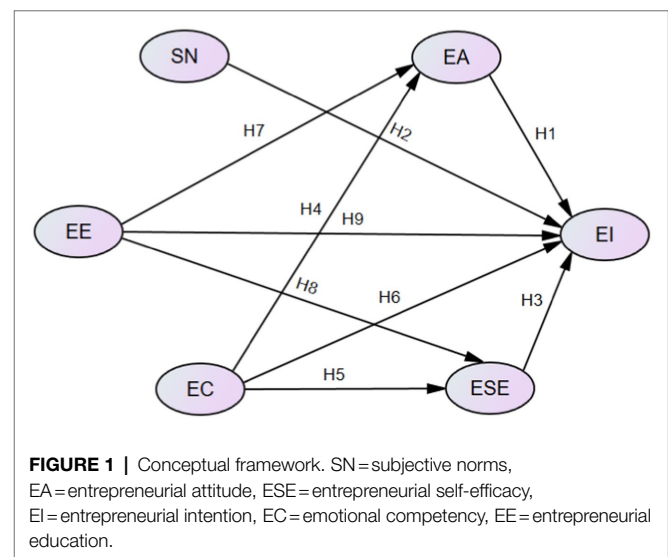 SN
EA
H7
H2
H1
H4
H9
EE
EI
H8
H6
H3
H5
EC
ESE
FIGURE 1 | Conceptual framework. SN = subjective norms,
EA = entrepreneurial attitude, ESE = entrepreneurial self-efficacy,
EI = entrepreneurial intention, EC = emotional competency, EE = entrepreneurial
education.